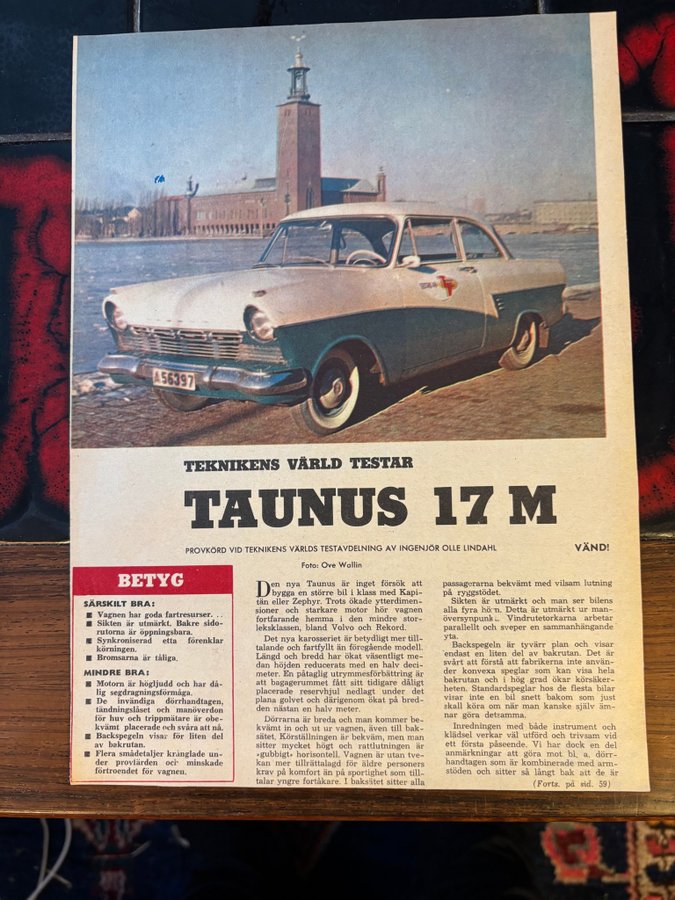 A56397
TEKNIKENS VÄRLD TESTAR
TAUNUS 17 M
PROVKÖRD VID TEKNIKENS VÄRLDS TESTAVDELNING AV INGENJÖR OLLE LINDAHL
VÄND!
Foto: Ove Wallin
BETYG
SÄRSKILT BRA:
■ Vagnen har goda fartresurser. . .
■ Sikten är utmärkt. Bakre sido-
rutorna är öppningsbara.
■ Synkroniserad etta förenklar
körningen.
■ Bromsarna är tåliga.
MINDRE BRA:
■ Motorn är högljudd och har då-
lig segdragningsförmåga.
■ De invändiga dörrhandtagen,
tändningslåset och manöverdon
för huv och trippmätare är obe-
kvämt placerade och svåra att nå.
■ Backspegeln visar för liten del
av bakrutan.
■ Flera smådetaljer krånglade un-
der provfärden och minskade
förtroendet för vagnen.
Den nya Taunus är inget försök att
bygga en större bil i klass med Kapi-
tän eller Zephyr. Trots ökade ytterdimen-
sioner och starkare motor hör vagnen
fortfarande hemma i den mindre stor-
leksklassen, bland Volvo och Rekord.
Det nya karosseriet är betydligt mer till-
talande och fartfyllt än föregående modell.
Längd och bredd har ökat väsentligt me-
dan höjden reducerats med en halv deci-
meter. En påtaglig utrymmesförbättring är
att bagagerummet fått sitt tidigare dåligt
placerade reservhjul nedlagt under det
plana golvet och därigenom ökat på bred-
den nästan en halv meter.
Dörrarna är breda och man kommer be-
kvämt in och ut ur vagnen, även till bak-
sätet. Körställningen är bekväm, men man
sitter mycket högt och rattlutningen är
»gubbigt» horisontell. Vagnen är utan tve-
kan mer tillrättalagd för äldre personers
krav på komfort än på sportighet som till-
talar yngre fortåkare. I baksätet sitter alla
passagerarna bekvämt med vilsam lutning
på ryggstödet.
Sikten är utmärkt och man ser bilens
alla fyra hörn. Detta är utmärkt ur man-
översynpunkt. Vindrutetorkarna arbetar
parallellt och sveper en sammanhängande
yta.
Backspegeln är tyvärr plan och visar
endast en liten del av bakrutan. Det är
svårt att förstå att fabrikerna inte använ-
der konvexa speglar som kan visa hela
bakrutan och i hög grad ökar körsäker-
heten. Standardspeglar hos de flesta bilar
visar inte en bil snett bakom som just
skall köra om när man kanske själv äm-
nar göra detsamma.
Inredningen med både instrument och
klädsel verkar väl utförd och trivsam vid
ett första påseende. Vi har dock en del
anmärkningar att göra mot bl. a. dörr-
handtagen som är kombinerade med arm-
stöden och sitter så långt bak att de är
(Forts. på sid. 59)